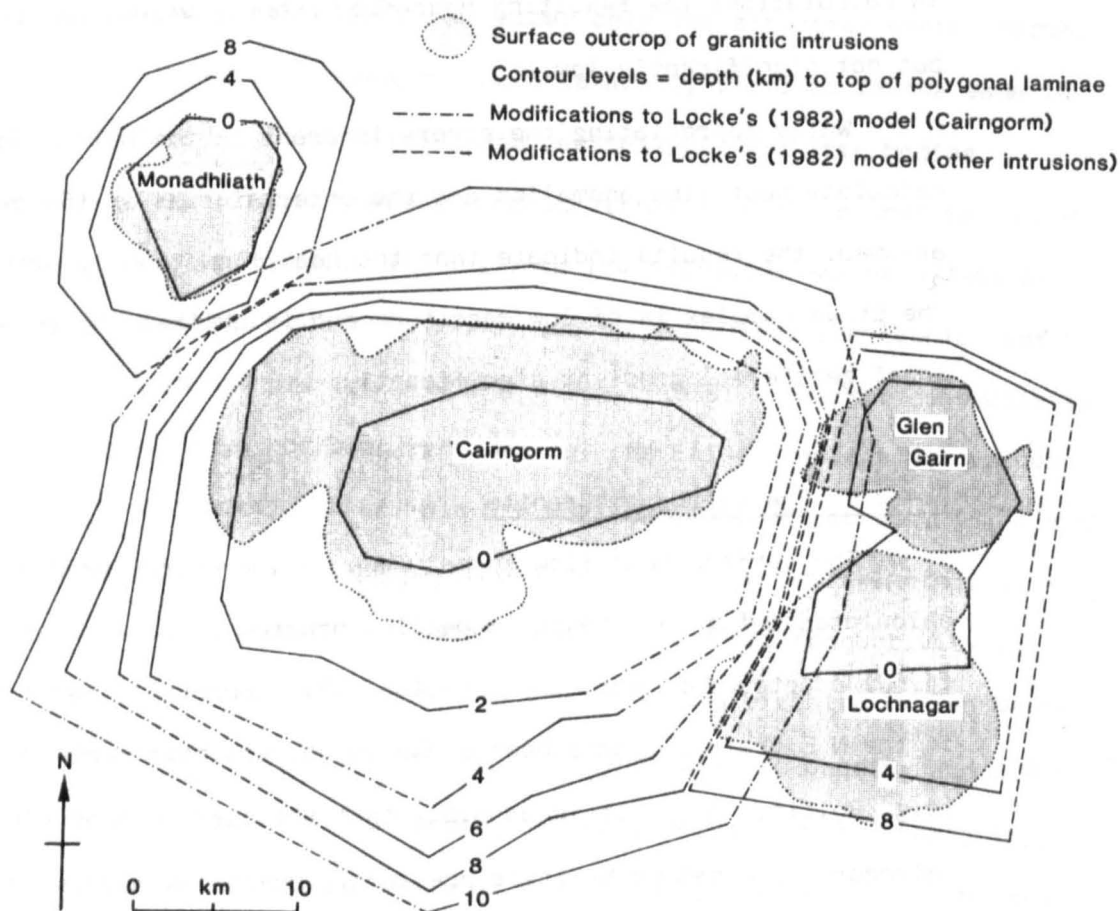 Surface outcrop of granitic intrusions
Contour levels = depth (km) to top of polygonal laminae
Modifications to Locke's (1982) model (Cairngorm)
Modifications to Locke's (1982) model (other intrusions)
8
4
0
Monadhliath
Cairngorm
0
Glen
Gairn
0
Lochnagar
2
4
6
8
10
4
8
N
0 km 10